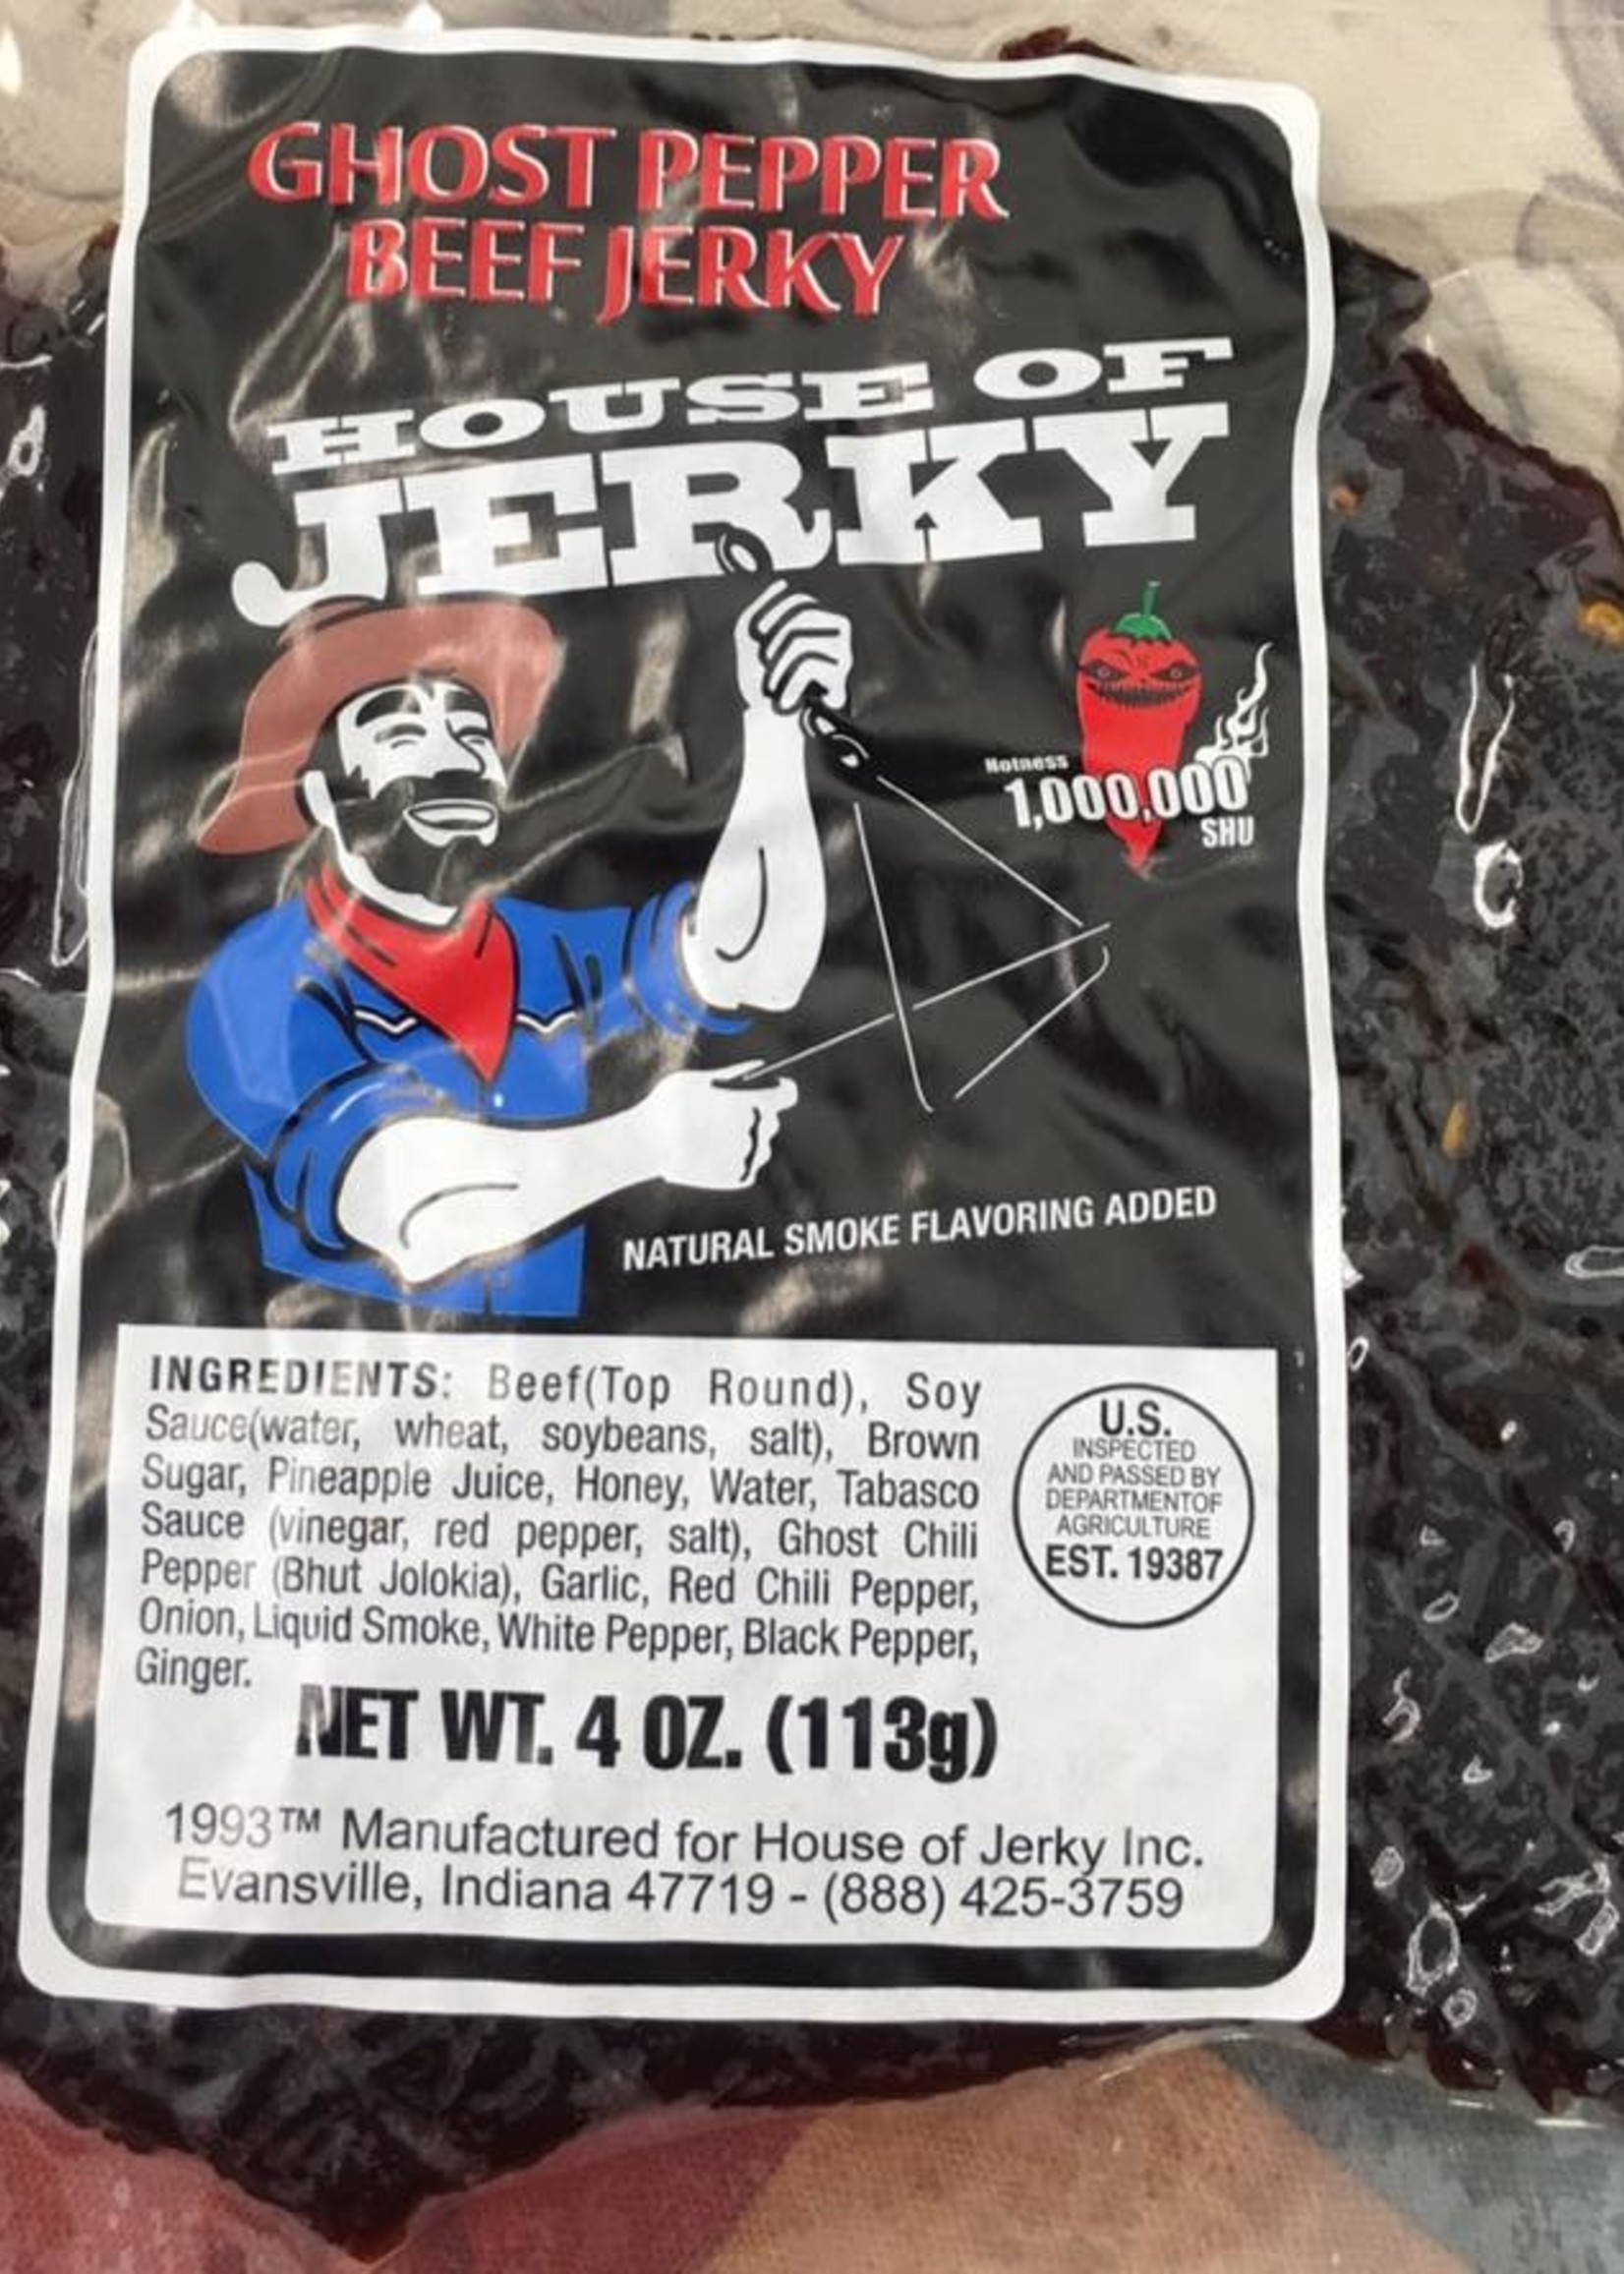 GHOST PEPPER
BEEF JERKY
HOUSE OF
JERKY
Hotness
1,000,000
SHU
NATURAL SMOKE FLAVORING ADDED
INGREDIENTS: Beef(Top Round), Soy
Sauce(water, wheat, soybeans, salt), Brown
Sugar, Pineapple Juice, Honey, Water, Tabasco
Sauce (vinegar, red pepper, salt), Ghost Chili
Pepper (Bhut Jolokia), Garlic, Red Chili Pepper,
Onion, Liquid Smoke, White Pepper, Black Pepper,
Ginger.
U.S.
INSPECTED
AND PASSED BY
DEPARTMENTOF
AGRICULTURE
EST. 19387
NET WT. 4 OZ. (113g)
1993™ Manufactured for House of Jerky Inc.
Evansville, Indiana 47719 - (888) 425-3759